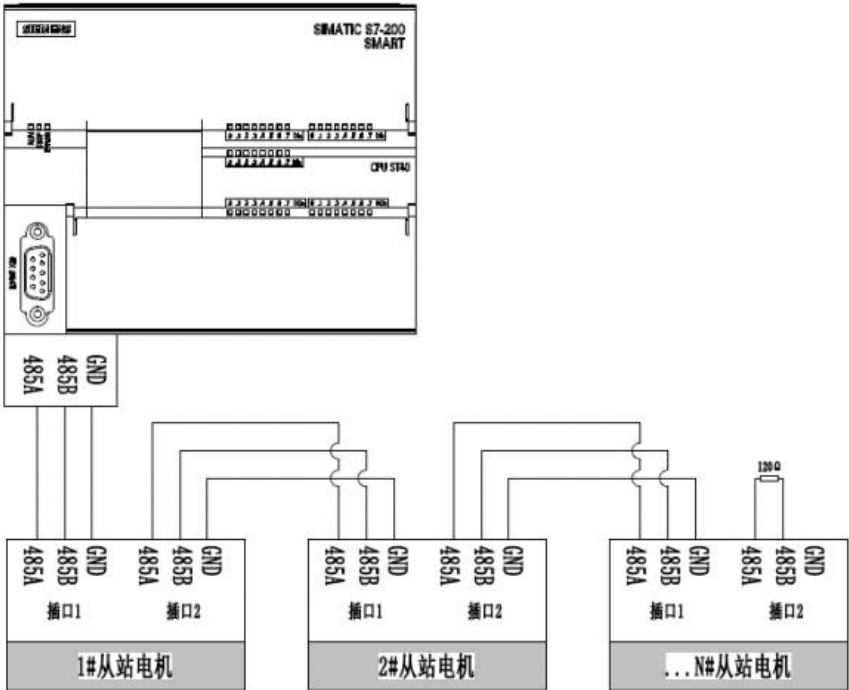 SIEMENS
SIMATIC S7-200
SMART
CPU ST40
485A 485B GND
120Ω
485A 485B GND 485A 485B GND
插口1 插口2
1#从站电机
485A 485B GND 485A 485B GND
插口1 插口2
2#从站电机
485A 485B GND 485A 485B GND
插口1 插口2
...N#从站电机